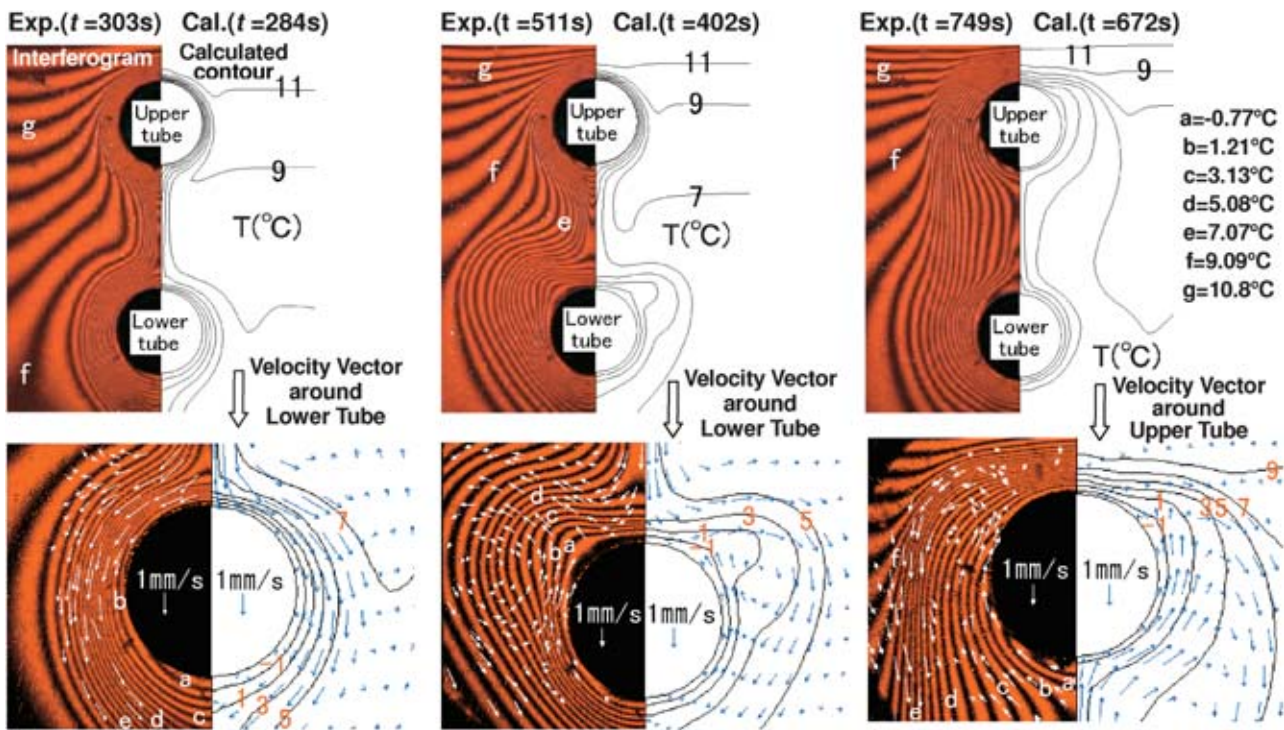 Exp.(t =303s) Cal.(t =284s)
Interferogram
Calculated
contour
11
Upper
tube
g
9
T(℃)
Lower
tube
f
Velocity Vector
around
Lower Tube
7
1mm/s
1mm/s
b
a
-1
1
3
5
e
d
c
Exp.(t =511s) Cal.(t =402s)
g
11
9
Upper
tube
f
7
e
T(℃)
Lower
tube
Velocity Vector
around
Lower Tube
d
c
b
a
-1
1
3
5
1mm/s
1mm/s
Exp.(t =749s) Cal.(t =672s)
g
11
9
Upper
tube
f
Lower
tube
T(℃)
a=-0.77°C
b=1.21°C
c=3.13°C
d=5.08°C
e=7.07°C
f=9.09°C
g=10.8°C
Velocity Vector
around
Upper Tube
9
1
-1
3
5
7
f
1mm/s
1mm/s
e
d
c
b
a